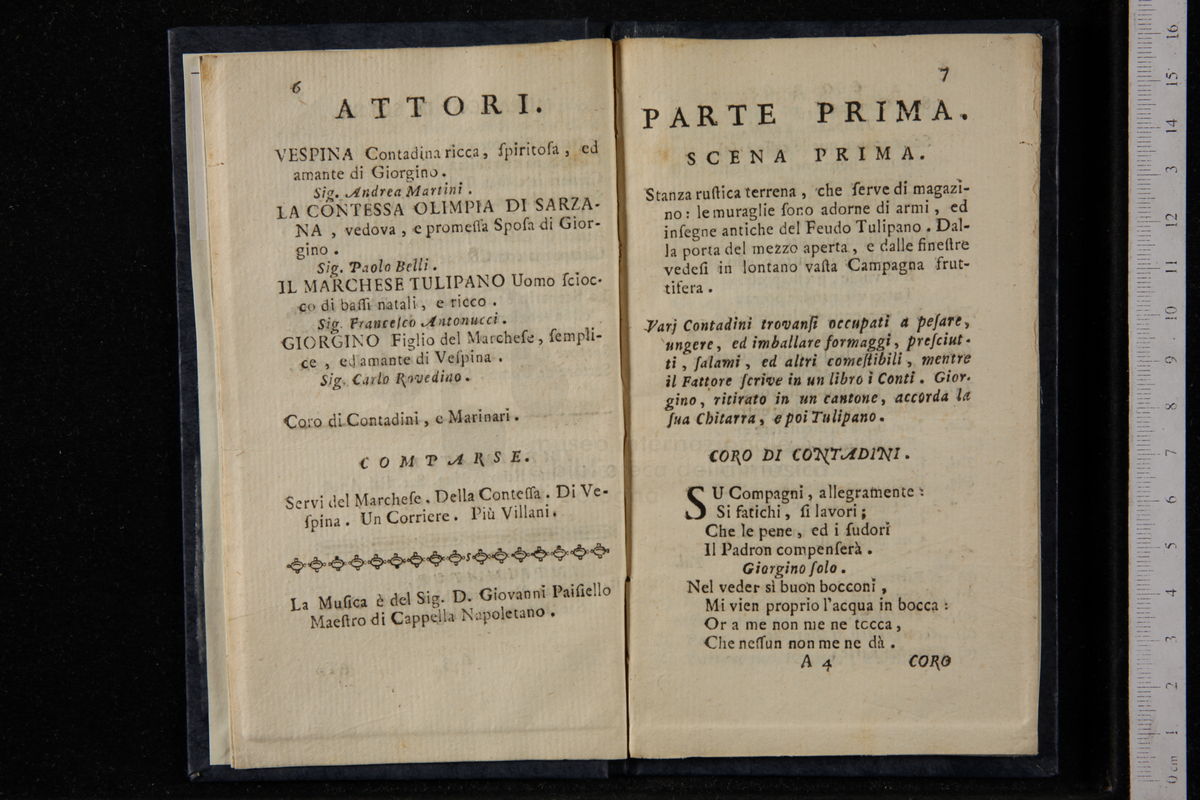 6
ATTORI.
VESPINA Contadina ricca, ſpiritoſa, ed
amante di Giorgino.
Sig. Andrea Martini.
LA CONTESSA OLIMPIA DI SARZA-
NA, vedova, e promeſſa Spoſa di Gior-
gino.
Sig. Paolo Belli.
IL MARCHESE TULIPANO Uomo ſcioc-
co di baſſi natali, e ricco.
Sig. Franceſco Antonucci.
GIORGINO Figlio del Marcheſe, ſempli-
ce, ed amante di Veſpina.
Sig. Carlo Rovedino.
Coro di Contadini, e Marinari.
COMPARSE.
Servi del Marcheſe. Della Conteſſa. Di Ve-
ſpina. Un Corriere. Più Villani.
La Muſica è del Sig. D. Giovanni Paiſiello
Maeſtro di Cappella Napoletano.
7
PARTE PRIMA.
SCENA PRIMA.
Stanza ruſtica terrena, che ſerve di magazi-
no: le muraglie ſono adorne di armi, ed
inſegne antiche del Feudo Tulipano. Dal-
la porta del mezzo aperta, e dalle fineſtre
vedeſi in lontano vaſta Campagna frut-
tifera.
Varj Contadini trovanſi occupati a peſare,
ungere, ed imballare formaggi, preſciut-
ti, ſalami, ed altri comeſtibili, mentre
il Fattore ſcrive in un libro i Conti. Gior-
gino, ritirato in un cantone, accorda la
ſua Chitarra, e poi Tulipano.
CORO DI CONTADINI.
SU Compagni, allegramente:
Si fatichi, ſi lavori;
Che le pene, ed i ſudori
Il Padron compenſerà.
Giorgino ſolo.
Nel veder sì buon bocconi,
Mi vien proprio l'acqua in bocca:
Or a me non me ne tccca,
Che neſſun non me ne dà.
A 4 CORO